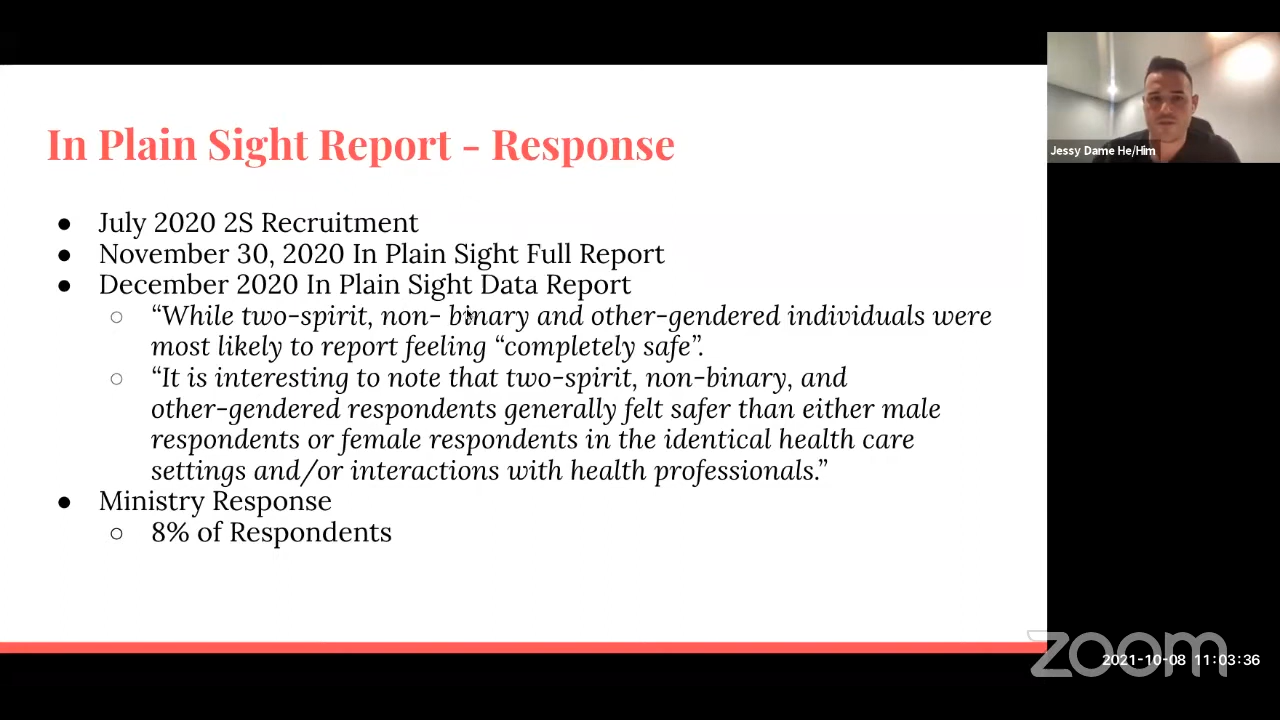 In Plain Sight Report - Response
● July 2020 2S Recruitment
● November 30, 2020 In Plain Sight Full Report
● December 2020 In Plain Sight Data Report
○ “While two-spirit, non- binary and other-gendered individuals were
most likely to report feeling “completely safe”.
○ “It is interesting to note that two-spirit, non-binary, and
other-gendered respondents generally felt safer than either male
respondents or female respondents in the identical health care
settings and/or interactions with health professionals.”
● Ministry Response
○ 8% of Respondents
Jessy Dame He/Him
zoom
2021-10-08 11:03:36